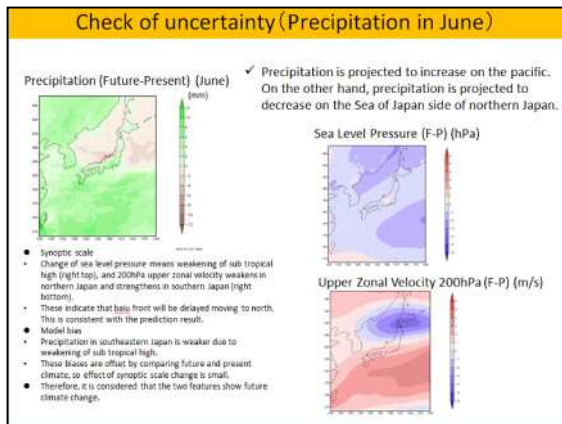 Check of uncertainty(Precipitation in June)
Precipitation (Future-Present) (June)
(mm)
✓ Precipitation is projected to increase on the pacific.
On the other hand, precipitation is projected to
decrease on the Sea of Japan side of northern Japan.
Sea Level Pressure (F-P) (hPa)
● Synoptic scale
• Change of sea level pressure means weakening of sub tropical
high (right top), and 200hPa upper zonal velocity weakens in
northern Japan and strengthens in southern Japan (right
bottom).
• These indicate that baiu front will be delayed moving to north.
This is consistent with the prediction result.
● Model bias
• Precipitation in southeastern Japan is weaker due to
weakening of sub tropical high.
• These biases are offset by comparing future and present
climate, so effect of synoptic scale change is small.
● Therefore, it is considered that the two features show future
climate change.
Upper Zonal Velocity 200hPa (F-P) (m/s)